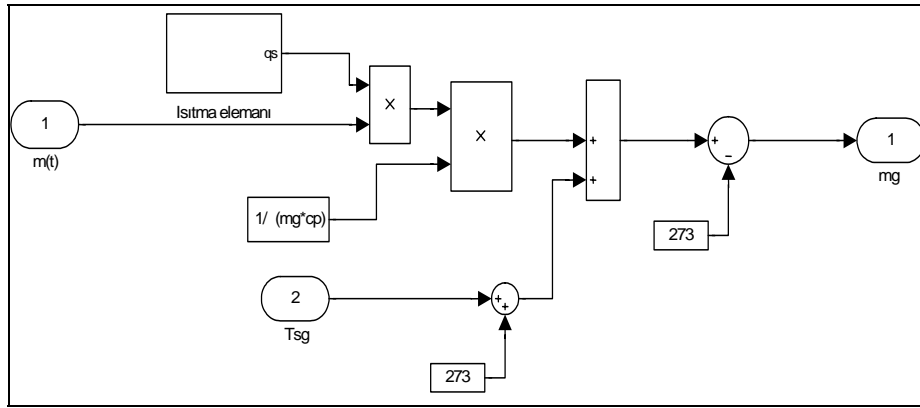 qs
Isıtma elemanı
1
m(t)
X
X
1/ (mg*cp)
2
Tsg
+
+
273
+
+
+
−
273
1
mg